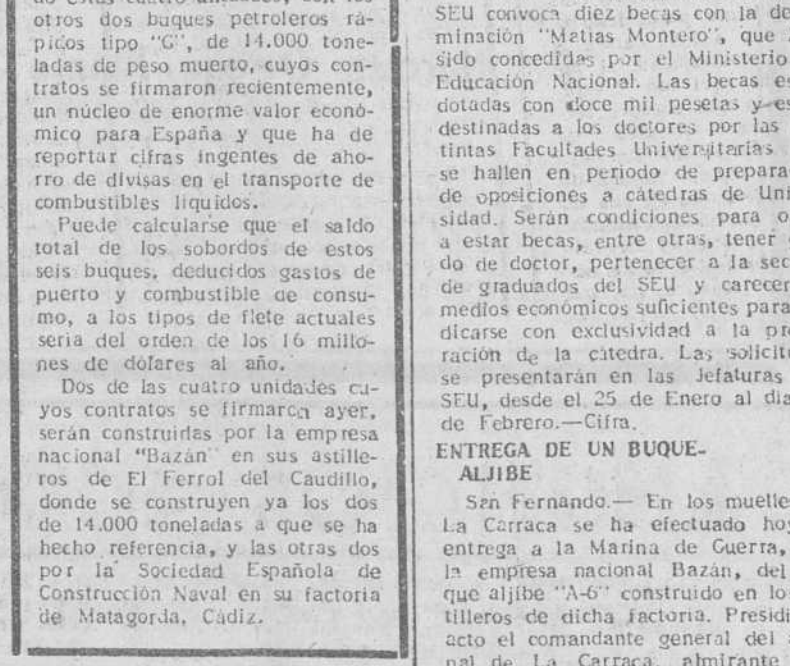 otros dos buques petroleros rá-
pidos tipo "G", de 14.000 tone-
ladas de peso muerto, cuyos con-
tratos se firmaron recientemente,
un núcleo de enorme valor econó-
mico para España y que ha de
reportar cifras ingentes de aho-
rro de divisas en el transporte de
combustibles líquidos.
Puede calcularse que el saldo
total de los sobordos de estos
seis buques, deducidos gastos de
puerto y combustible de consu-
mo, a los tipos de flete actuales
sería del orden de los 16 millo-
nes de dólares al año.
Dos de las cuatro unidades cu-
yos contratos se firmaron ayer,
serán construidas por la empresa
nacional "Bazán" en sus astille-
ros de El Ferrol del Caudillo,
donde se construyen ya los dos
de 14.000 toneladas a que se ha
hecho referencia, y las otras dos
por la Sociedad Española de
Construcción Naval en su factoria
de Matagorda, Cádiz.
SEU convoca diez becas con la de
minación "Matías Montero", que
sido concedidas por el Ministerio
Educación Nacional. Las becas es
dotadas con doce mil pesetas y es
destinadas a los doctores por las
tintas Facultades Universitarias
se hallen en periodo de prepara
de oposiciones a cátedras de Uni
sidad. Serán condiciones para o
a estar becas, entre otras, tener
do de doctor, pertenecer a la sec
de graduados del SEU y carecer
medios económicos suficientes para
dicarse con exclusividad a la pre
ración de la cátedra. Las solicitu
se presentarán en las Jefaturas
SEU, desde el 25 de Enero al dia
de Febrero.—Cifra.
ENTREGA DE UN BUQUE-
ALJIBE
San Fernando.— En los muelle
La Carraca se ha efectuado hoy
entrega a la Marina de Guerra,
la empresa nacional Bazán, del
que aljibe "A-6" construido en lo
tilleros de dicha factoria. Presidi
acto el comandante general del
nal de La Carraca, almirante